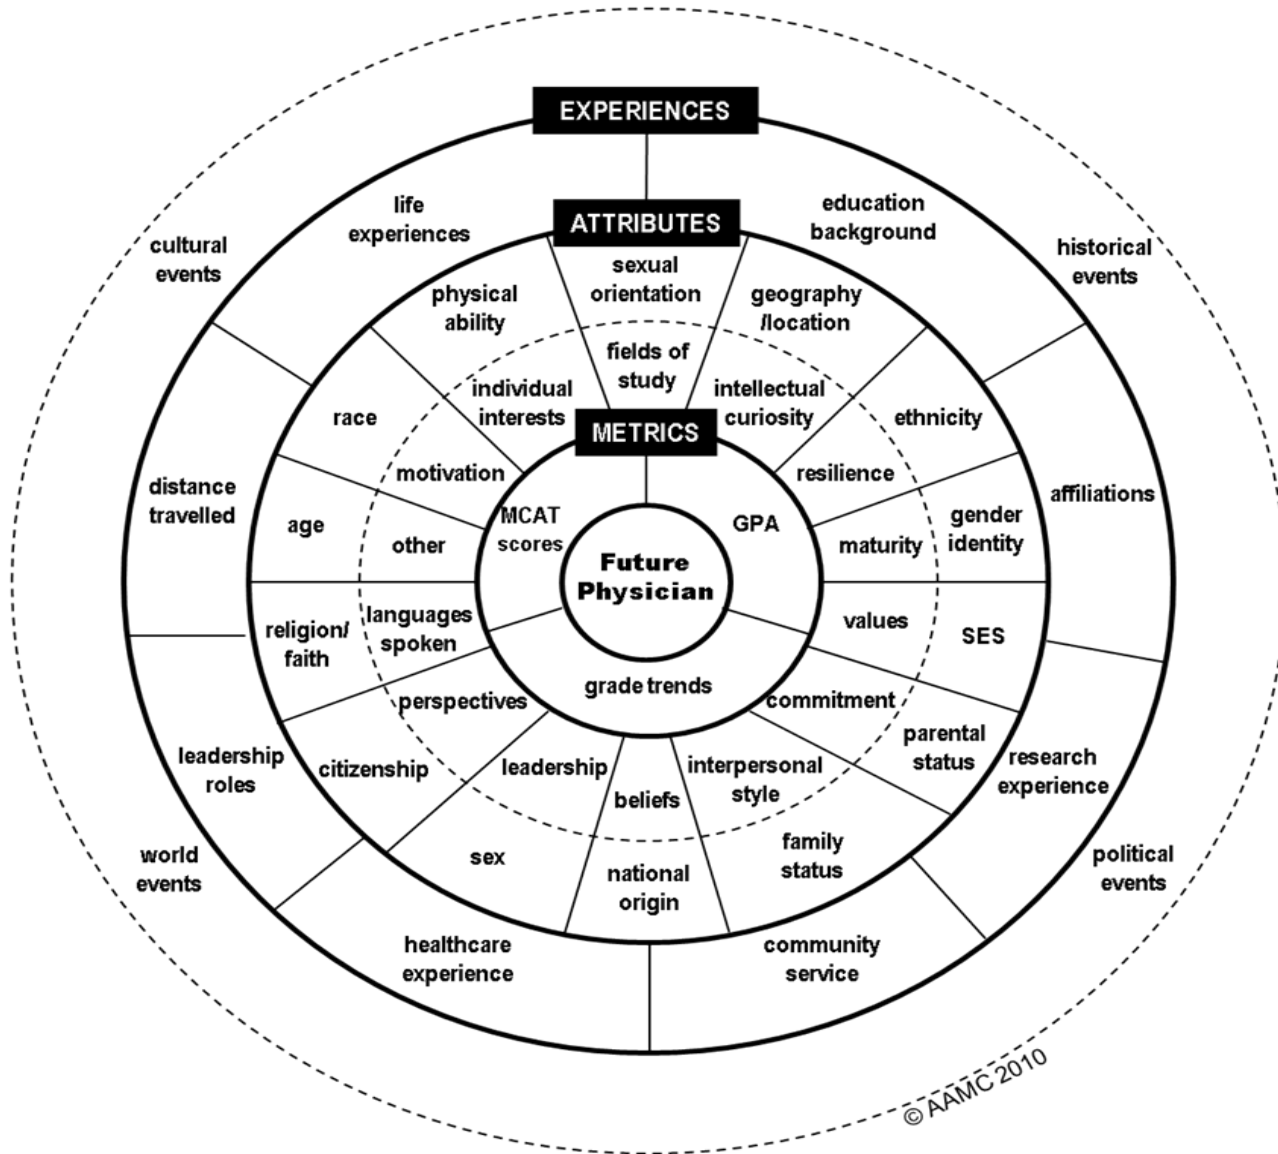 EXPERIENCES
life
experiences
education
background
cultural
events
historical
events
ATTRIBUTES
sexual
orientation
physical
ability
geography
/location
fields of
study
individual
interests
intellectual
curiosity
race
ethnicity
METRICS
motivation
resilience
distance
travelled
affiliations
age
other
MCAT
scores
GPA
maturity
gender
identity
Future
Physician
religion/
faith
languages
spoken
values
SES
grade trends
perspectives
commitment
leadership
roles
citizenship
leadership
beliefs
interpersonal
style
parental
status
research
experience
world
events
sex
national
origin
family
status
political
events
healthcare
experience
community
service
© AAMC 2010